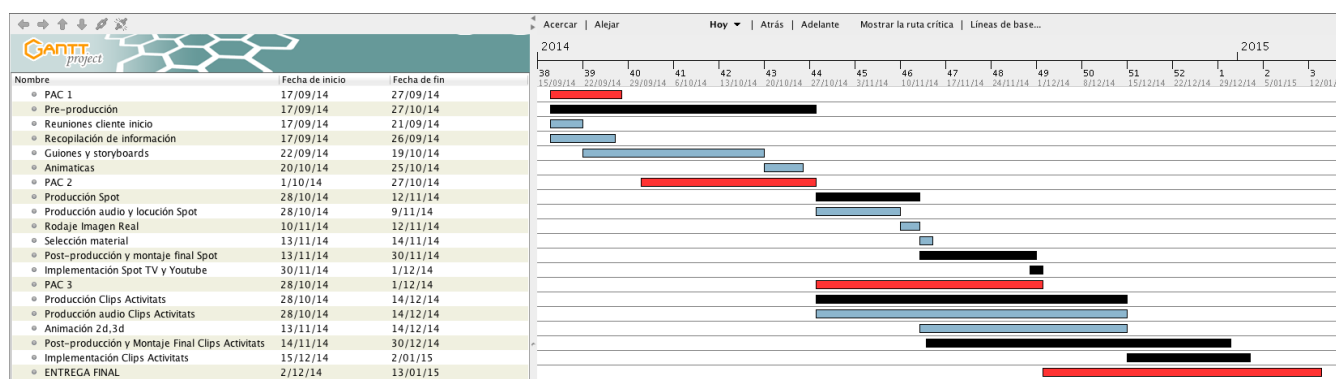 Acercar | Alejar Hoy ▼ | Atrás | Adelante Mostrar la ruta crítica | Líneas de base...
GANTT project
2014 2015
Nombre Fecha de inicio Fecha de fin
38 39 40 41 42 43 44 45 46 47 48 49 50 51 52 1 2 3
15/09/14 22/09/14 29/09/14 6/10/14 13/10/14 20/10/14 27/10/14 3/11/14 10/11/14 17/11/14 24/11/14 1/12/14 8/12/14 15/12/14 22/12/14 29/12/14 5/01/15 12/01/
PAC 1 17/09/14 27/09/14
Pre-producción 17/09/14 27/10/14
Reuniones cliente inicio 17/09/14 21/09/14
Recopilación de información 17/09/14 26/09/14
Guiones y storyboards 22/09/14 19/10/14
Animaticas 20/10/14 25/10/14
PAC 2 1/10/14 27/10/14
Producción Spot 28/10/14 12/11/14
Producción audio y locución Spot 28/10/14 9/11/14
Rodaje Imagen Real 10/11/14 12/11/14
Selección material 13/11/14 14/11/14
Post-producción y montaje final Spot 13/11/14 30/11/14
Implementación Spot TV y Youtube 30/11/14 1/12/14
PAC 3 28/10/14 1/12/14
Producción Clips Activitats 28/10/14 14/12/14
Producción audio Clips Activitats 28/10/14 14/12/14
Animación 2d,3d 13/11/14 14/12/14
Post-producción y Montaje Final Clips Activitats 14/11/14 30/12/14
Implementación Clips Activitats 15/12/14 2/01/15
ENTREGA FINAL 2/12/14 13/01/15